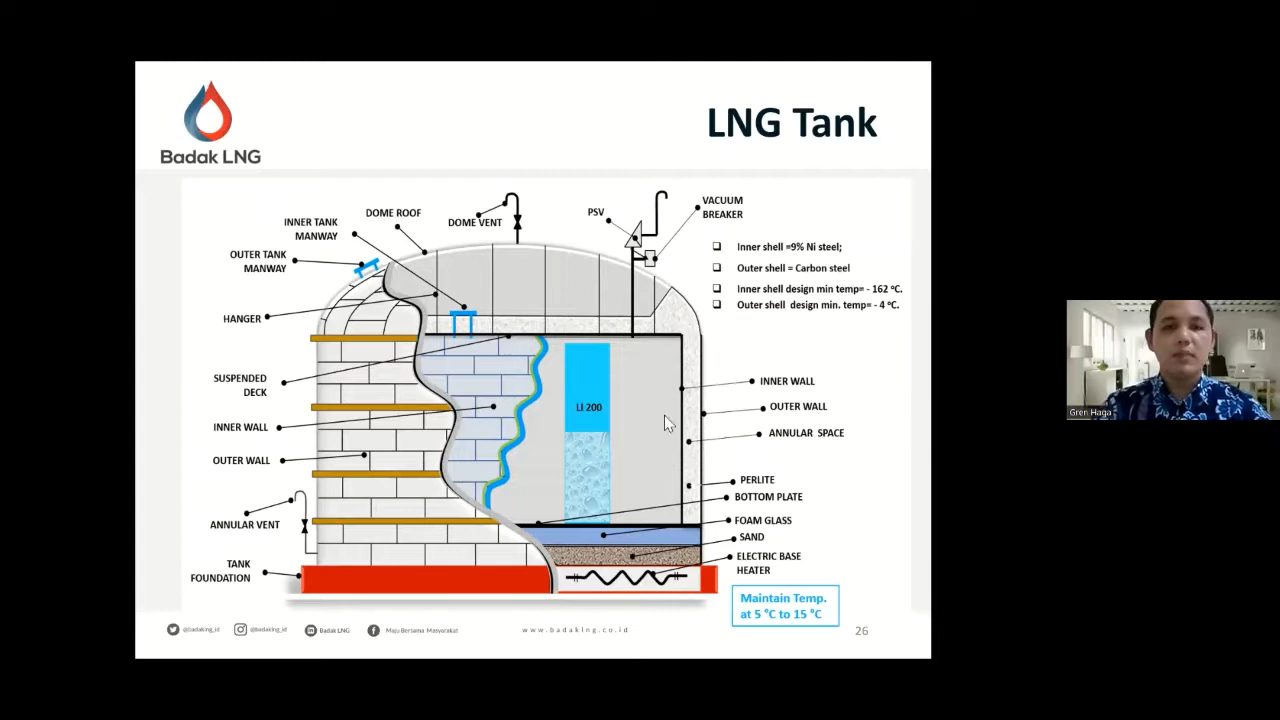 Badak LNG
LNG Tank
INNER TANK
MANWAY
DOME ROOF
DOME VENT
PSV
VACUUM
BREAKER
OUTER TANK
MANWAY
HANGER
SUSPENDED
DECK
INNER WALL
OUTER WALL
ANNULAR VENT
TANK
FOUNDATION
LI 200
Inner shell =9% Ni steel;
Outer shell = Carbon steel
Inner shell design min temp= - 162 °C.
Outer shell design min. temp= - 4 °C.
INNER WALL
OUTER WALL
ANNULAR SPACE
PERLITE
BOTTOM PLATE
FOAM GLASS
SAND
ELECTRIC BASE
HEATER
Maintain Temp.
at 5 °C to 15 °C
@badaklng_id
@badaklng_id
Badak LNG
Maju Bersama Masyarakat
www.badaklng.co.id
26
Gren Haga